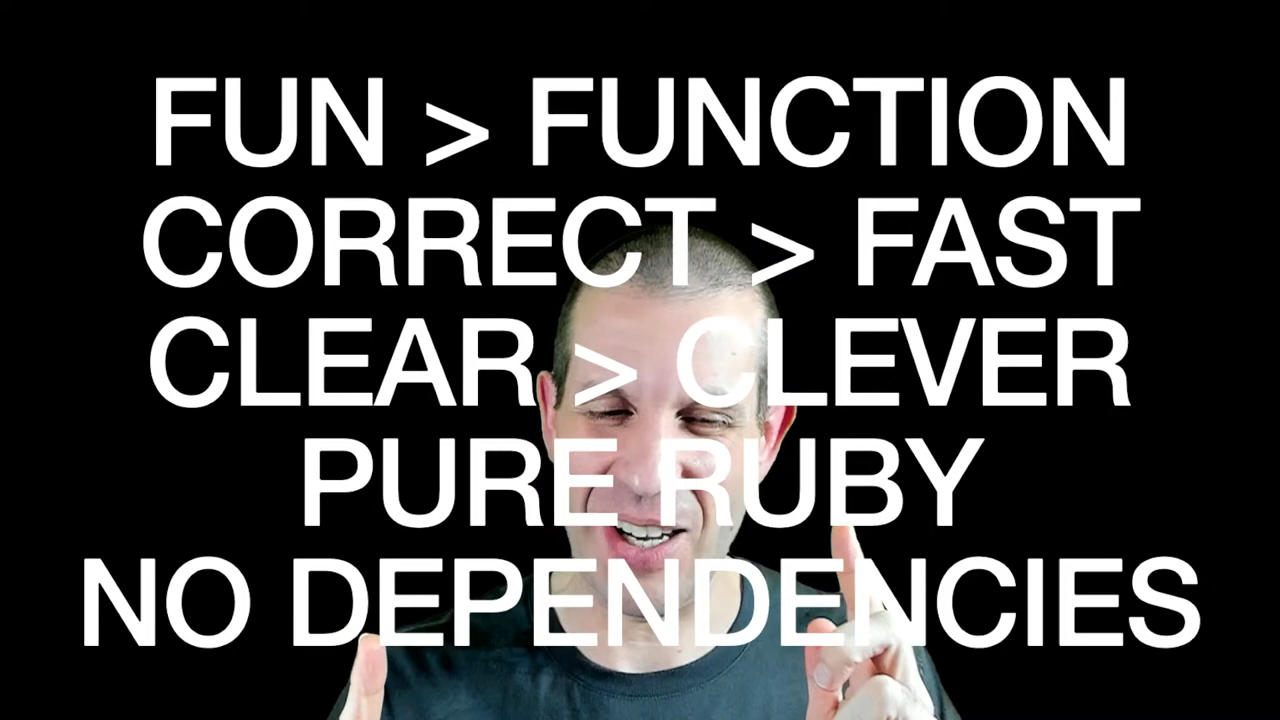 FUN > FUNCTION
CORRECT > FAST
CLEAR > CLEVER
PURE RUBY
NO DEPENDENCIES